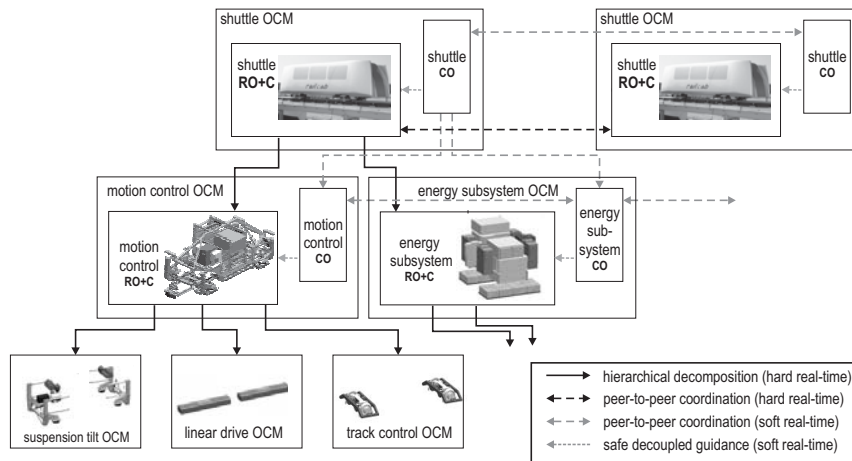 shuttle OCM
shuttle OCM
shuttle
RO+C
shuttle
CO
shuttle
RO+C
shuttle
CO
motion control OCM
energy subsystem OCM
motion
control
RO+C
motion
control
CO
energy
subsystem
RO+C
energy
sub-
system
CO
suspension tilt OCM
linear drive OCM
track control OCM
hierarchical decomposition (hard real-time)
peer-to-peer coordination (hard real-time)
peer-to-peer coordination (soft real-time)
safe decoupled guidance (soft real-time)